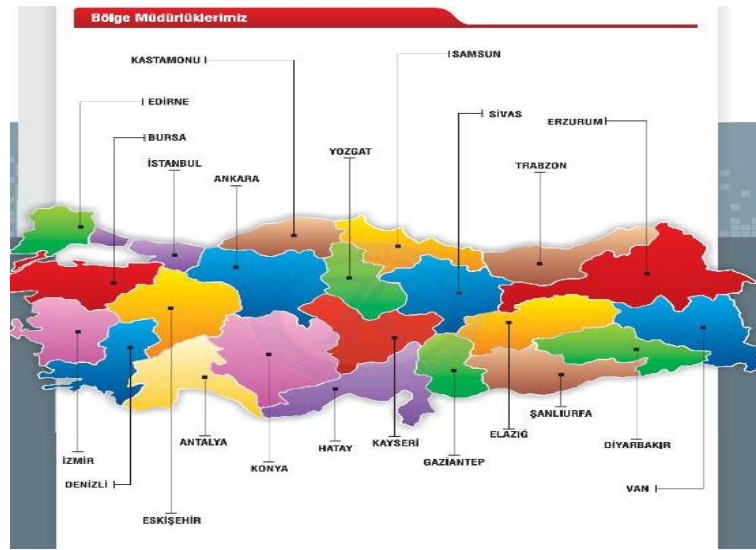 Bölge Müdürlüklerimiz
KASTAMONU
SAMSUN
EDİRNE
SİVAS
BURSA
ERZURUM
YOZGAT
İSTANBUL
TRABZON
ANKARA
ŞANLIURFA
ELAZIĞ
ANTALYA
HATAY
KAYSERİ
DİYARBAKIR
İZMİR
GAZİANTEP
KONYA
DENİZLİ
VAN
ESKİŞEHİR